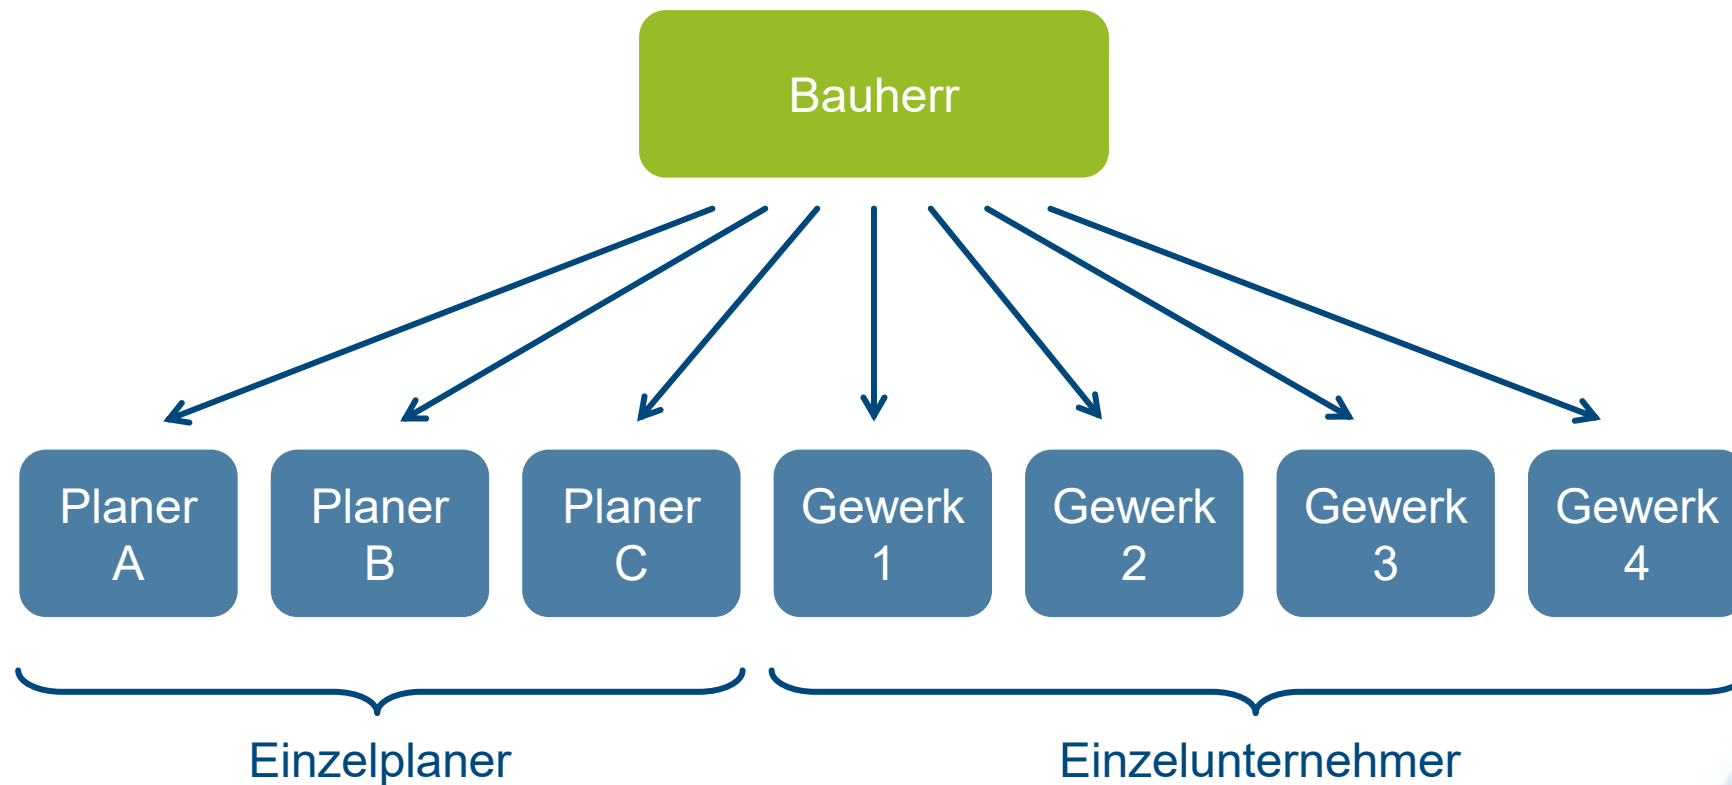 Bauherr
Planer
A
Planer
B
Planer
C
Gewerk
1
Gewerk
2
Gewerk
3
Gewerk
4
Einzelplaner
Einzelunternehmer